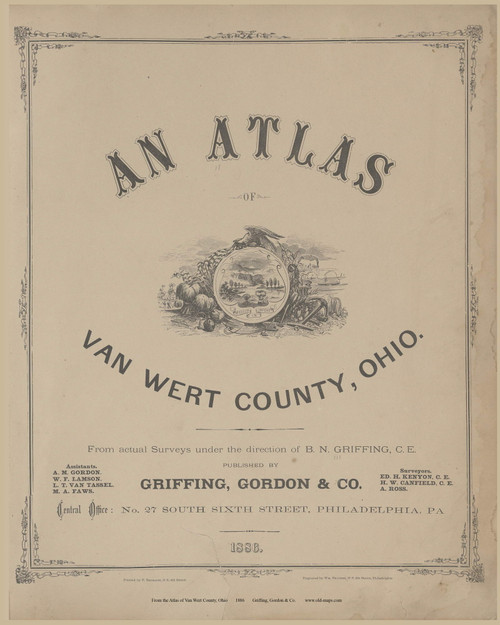 AN ATLAS
OF
VAN WERT COUNTY, OHIO.
From actual Surveys under the direction of B. N. GRIFFING, C. E.
PUBLISHED BY
GRIFFING, GORDON & CO.
Assistants.
A. M. GORDON.
W. F. LAMSON.
L. T. VAN TASSEL.
M. A. FAWS.
Surveyors.
ED. H. KENYON, C. E.
H. W. CANFIELD, C. E.
A. ROSS.
Central Office: No. 27 SOUTH SIXTH STREET, PHILADELPHIA, PA
1886.
From the Atlas of Van Wert County, Ohio 1886 Griffing, Gordon & Co. www.old-maps.com